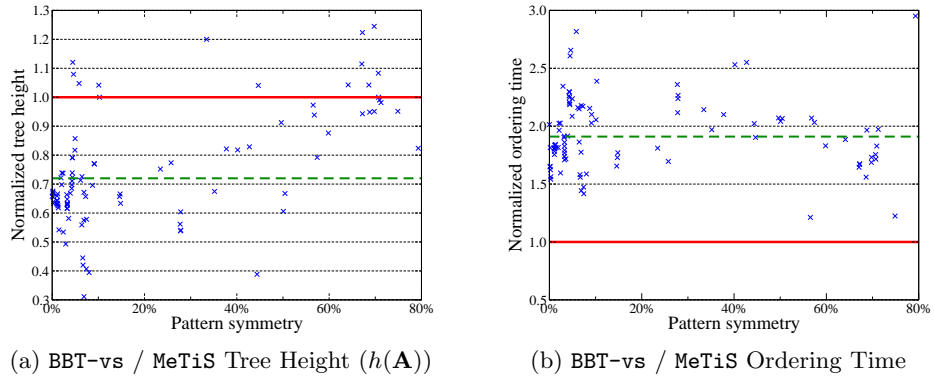 1.3
1.2
1.1
1.0
0.9
0.8
0.7
0.6
0.5
0.4
0.3
Normalized tree height
0% 20% 40% 60% 80%
Pattern symmetry
(a) BBT-vs / MeTiS Tree Height (h(A))
3.0
2.5
2.0
1.5
1.0
0.5
Normalized ordering time
0% 20% 40% 60% 80%
Pattern symmetry
(b) BBT-vs / MeTiS Ordering Time